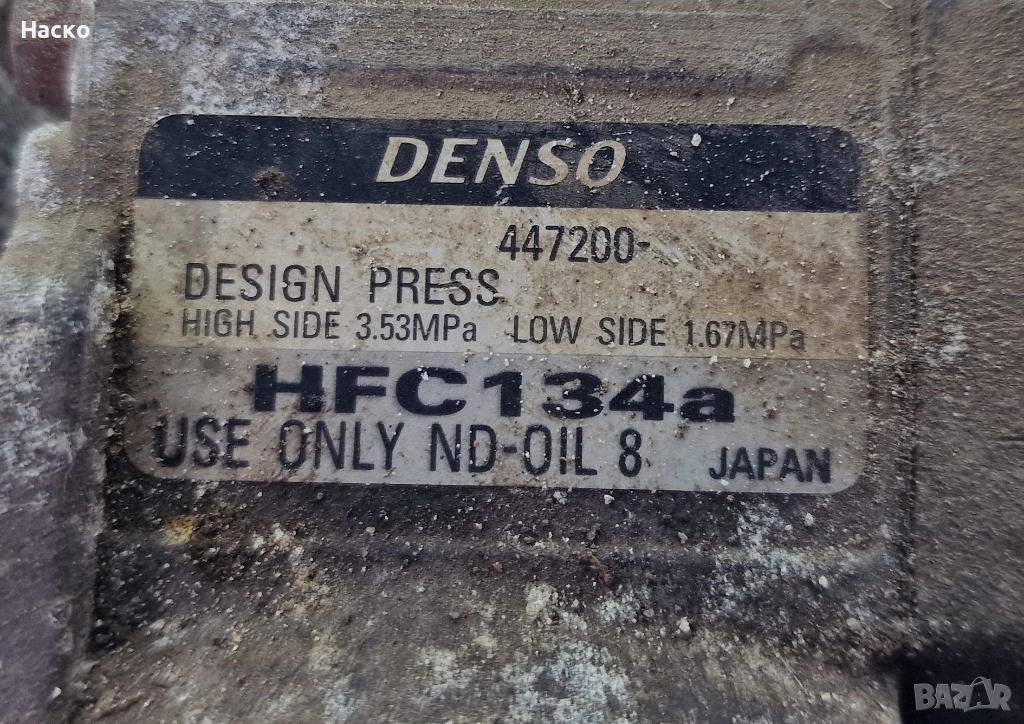 Наско
DENSO
447200-
DESIGN PRESS
HIGH SIDE 3.53MPa LOW SIDE 1.67MPa
HFC134a
USE ONLY ND-OIL 8 JAPAN
BAZAR